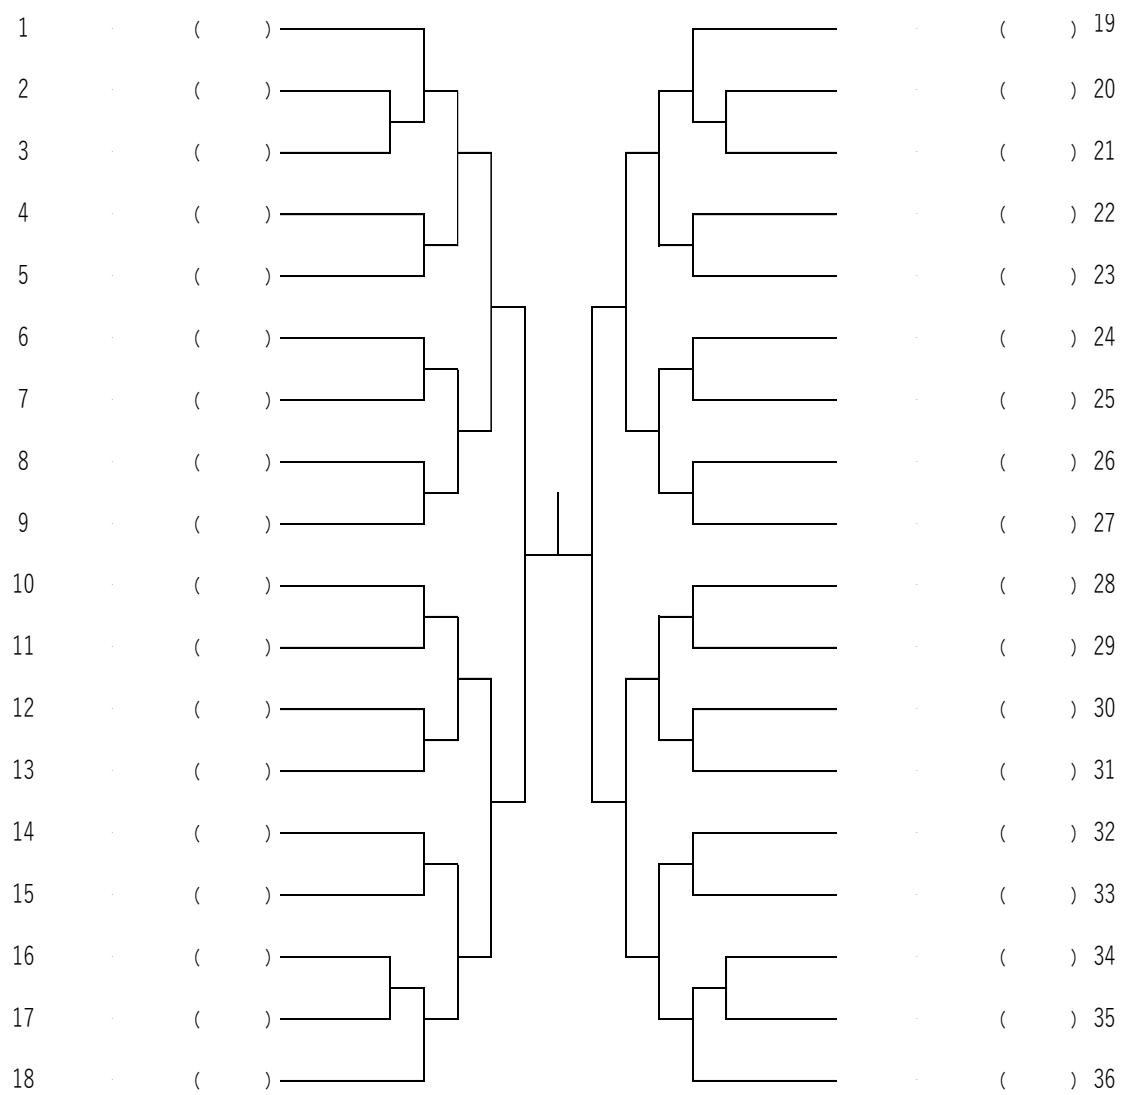 1 · ( ) ( ) 19
2 · ( ) · ( ) 20
3 · ( ) · ( ) 21
4 · ( ) · ( ) 22
5 · ( ) · ( ) 23
6 · ( ) · ( ) 24
7 · ( ) · ( ) 25
8 · ( ) · ( ) 26
9 · ( ) · ( ) 27
10 · ( ) · ( ) 28
11 · ( ) · ( ) 29
12 · ( ) · ( ) 30
13 · ( ) · ( ) 31
14 · ( ) · ( ) 32
15 · ( ) · ( ) 33
16 · ( ) · ( ) 34
17 · ( ) · ( ) 35
18 · ( ) · ( ) 36